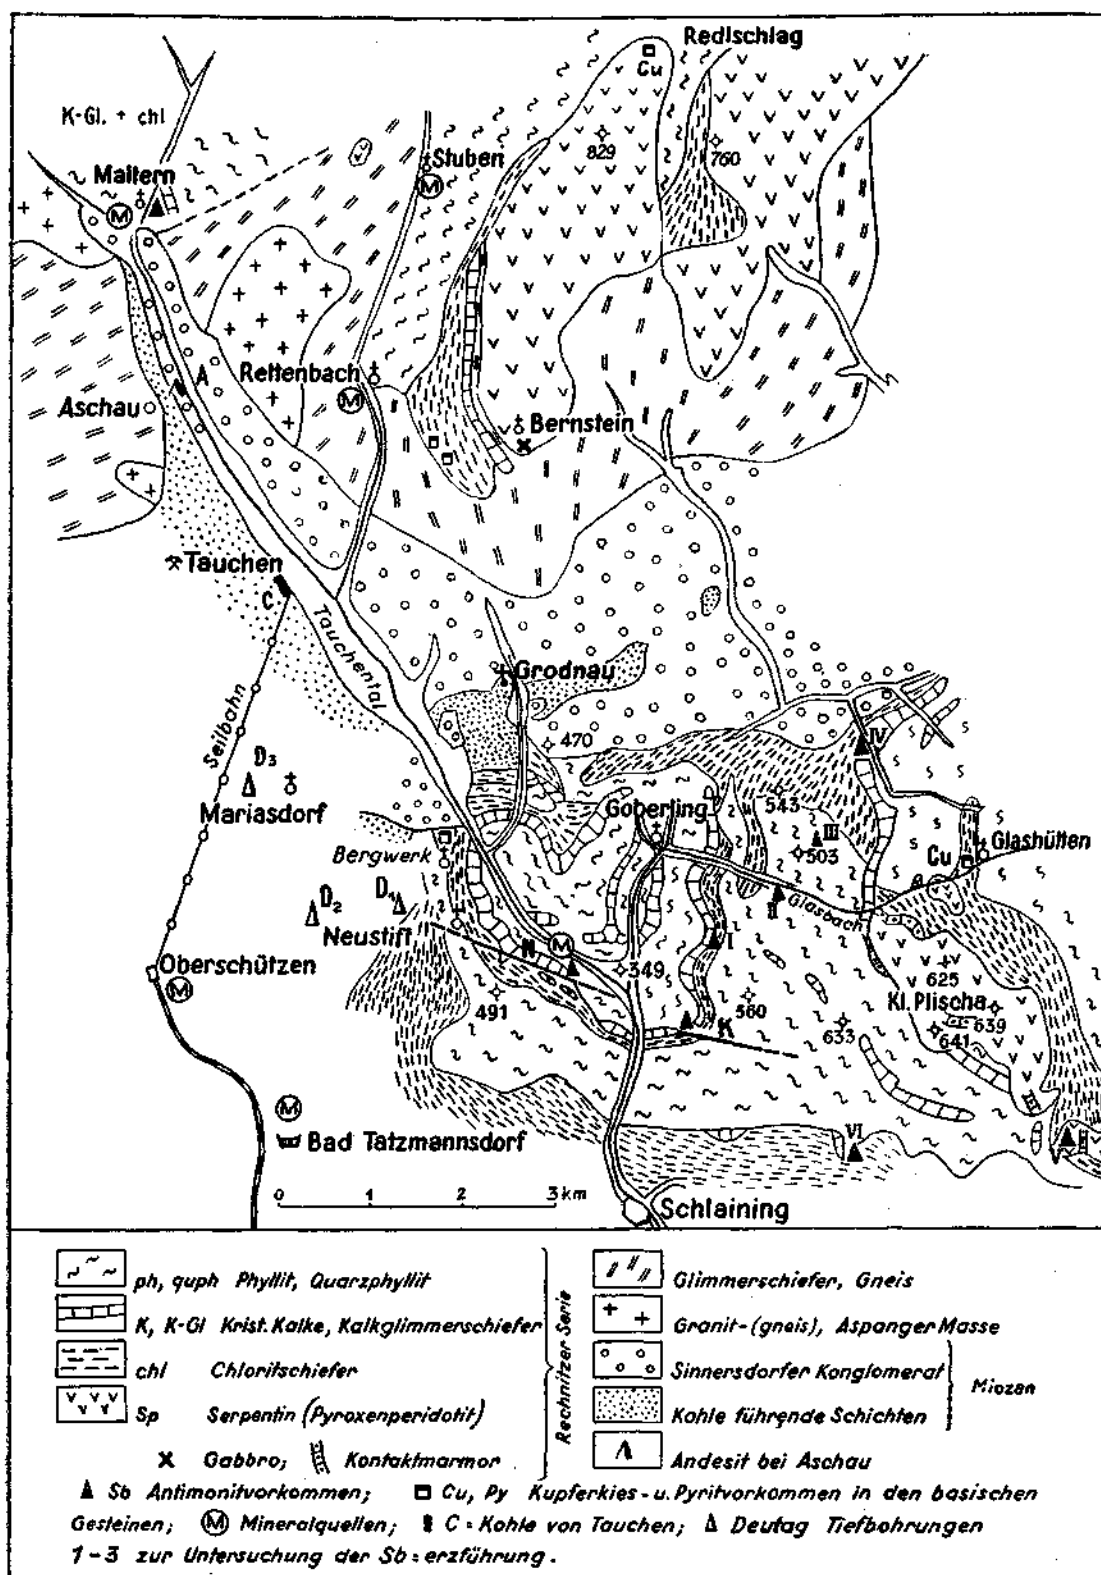 Redlschlag
Cu
K-Gl. + chl
829
760
Stuben
M
Maltern
M
A
Rettenbach
M
Aschau
Bernstein
Tauchen
C
Tauchental
Seilbahn
Grodnau
470
D₃
Mariasdorf
IV
543
Goberling
III
503
Glashütten
Cu
Bergwerk
D₂
D₁
Neustift
II
Glasbach
N
M
I
349
Oberschützen
M
491
560
K
625
Kl. Plischa
633
639
641
M
Bad Tatzmannsdorf
VI
0 1 2 3 km
Schlaining
ph, quph Phyllit, Quarzphyllit
K, K-Gl Krist. Kalke, Kalkglimmerschiefer
chl Chloritschiefer
Sp Serpentin (Pyroxenperidotit)
Gabbro; Kontaktmarmor
Rechnitzer Serie
Glimmerschiefer, Gneis
Granit-(gneis), Aspanger Masse
Sinnersdorfer Konglomerat
Kohle führende Schichten
Miozän
Andesit bei Aschau
Sb Antimonitvorkommen; Cu, Py Kupferkies- u. Pyritvorkommen in den basischen
Gesteinen; M Mineralquellen; C = Kohle von Tauchen; Deutag Tiefbohrungen
1-3 zur Untersuchung der Sb=erzführung.